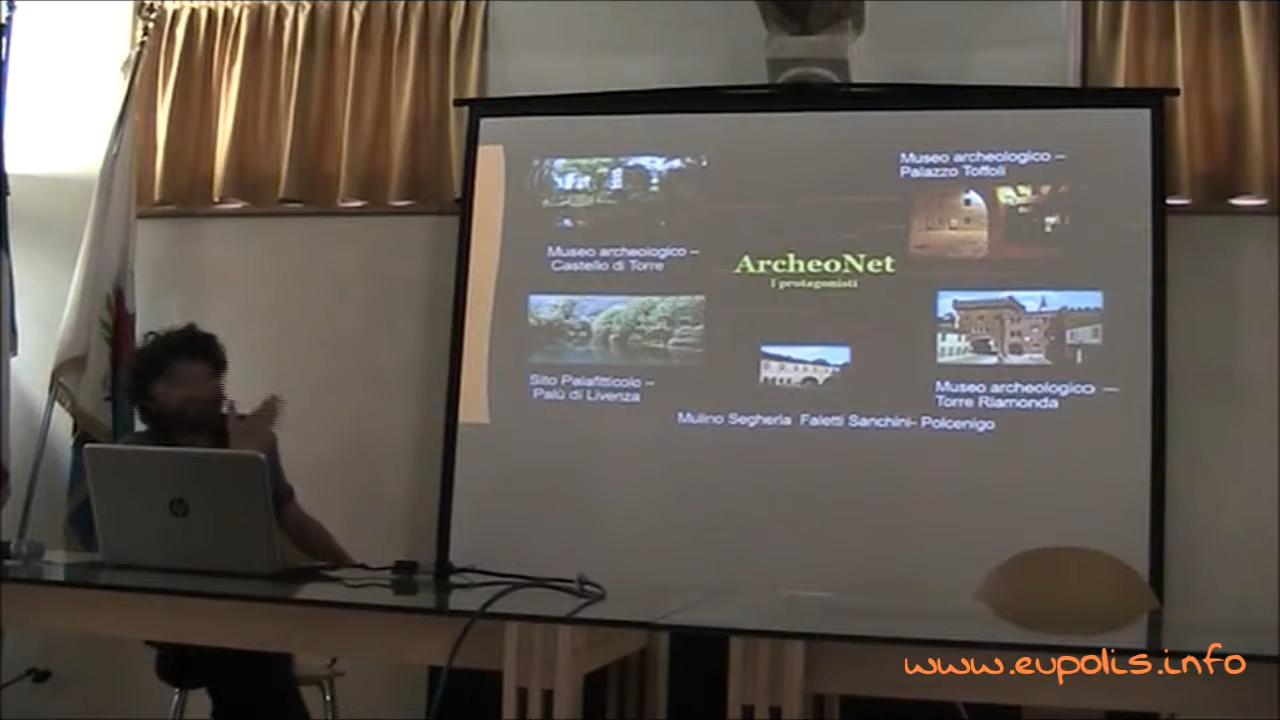 Museo archeologico –
Palazzo Toffoli
Museo archeologico –
Castello di Torre
ArcheoNet
I protagonisti
Sito Palafitticolo –
Palù di Livenza
Museo archeologico —
Torre Riamonda
Mulino Segheria Faletti Sanchini- Polcenigo
hp
www.eupolis.info